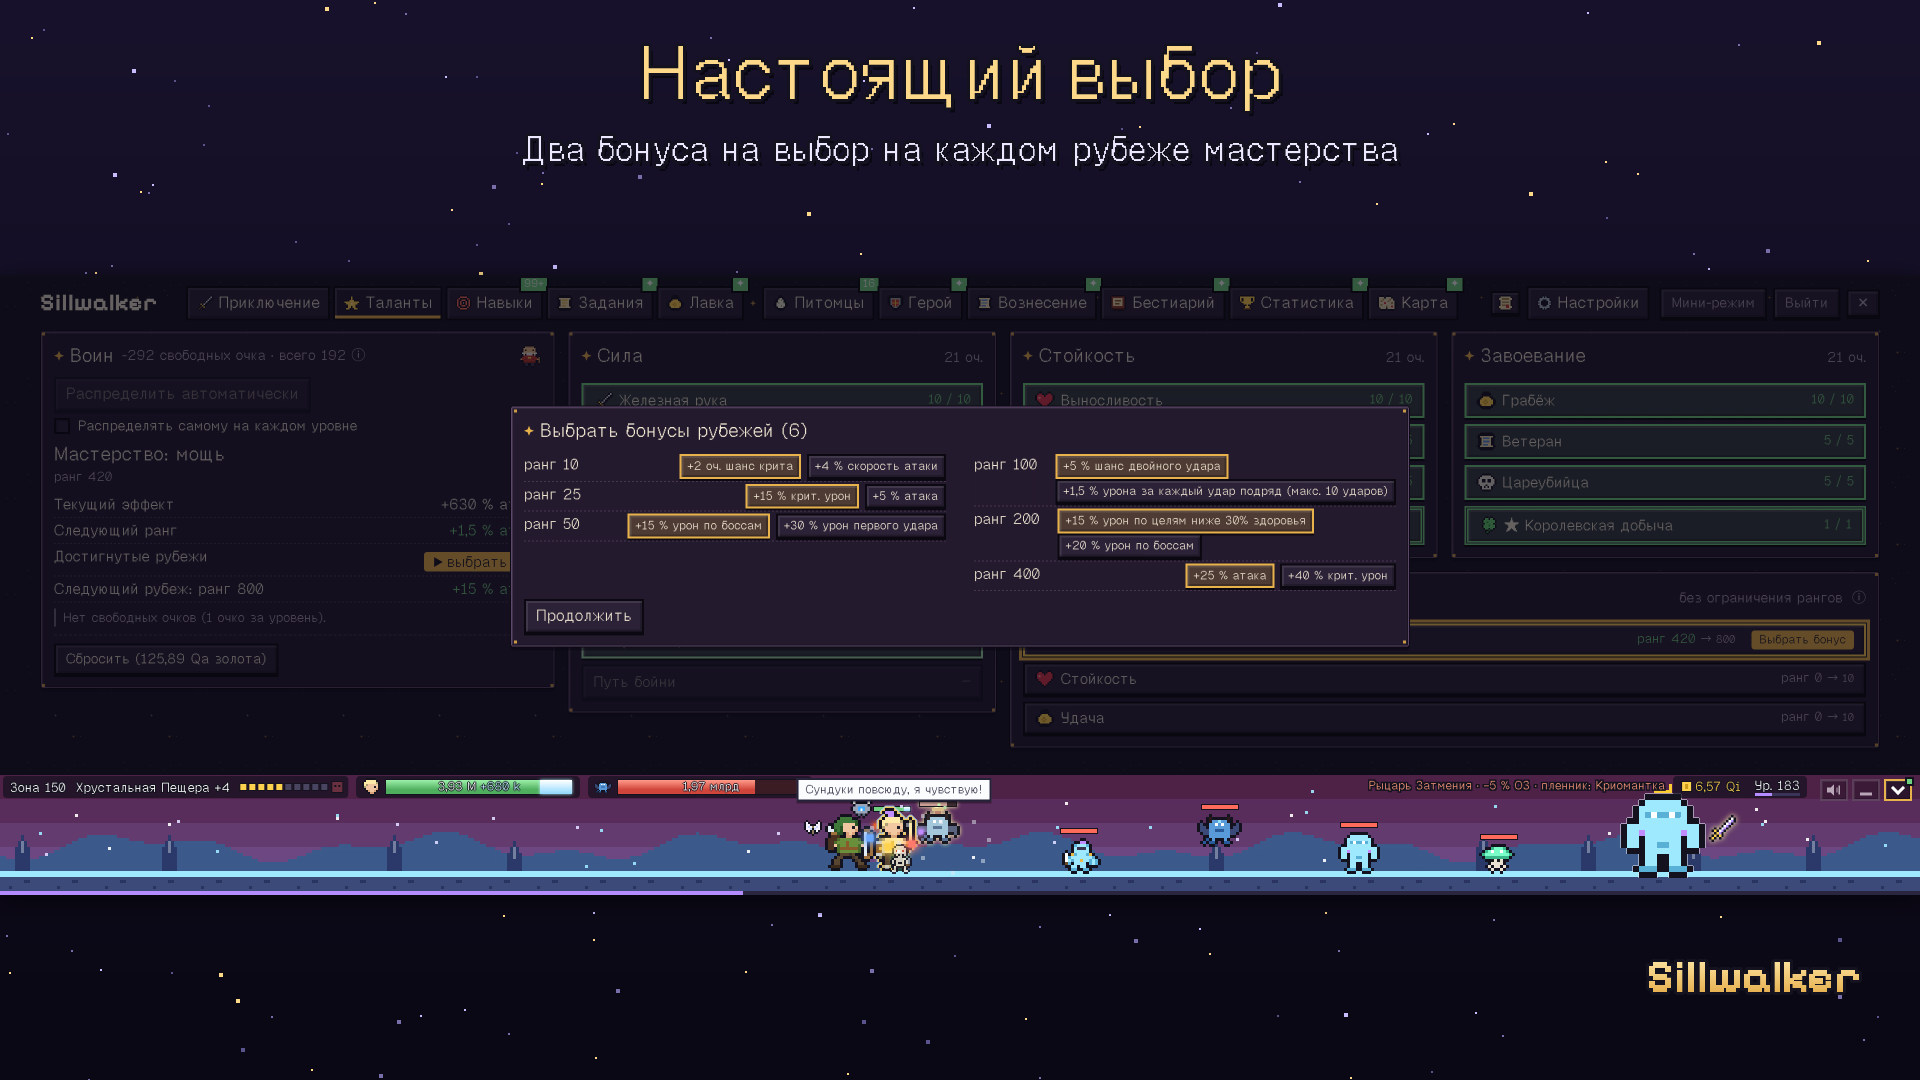 Настоящий выбор
Два бонуса на выбор на каждом рубеже мастерства
Sillwalker
Приключение
Таланты
99+
Навыки
Задания
Лавка
18
Питомцы
Герой
Вознесение
Бестиарий
Статистика
Карта
Настройки
Мини-режим
Выйти
Воин -292 свободных очка · всего 192
Распределить автоматически
Распределять самому на каждом уровне
Мастерство: мощь
ранг 420
Текущий эффект +630 %
Следующий ранг +1,5 %
Достигнутые рубежи выбрать
Следующий рубеж: ранг 800 +15 %
Нет свободных очков (1 очко за уровень).
Сбросить (125,89 Qa золота)
Сила 21 оч.
Железная рука 10 / 10
Путь бойни
Стойкость 21 оч.
Выносливость 10 / 10
Завоевание 21 оч.
Грабёж 10 / 10
Ветеран 5 / 5
Цареубийца 5 / 5
Королевская добыча 1 / 1
Выбрать бонусы рубежей (6)
ранг 10 +2 оч. шанс крита +4 % скорость атаки
ранг 25 +15 % крит. урон +5 % атака
ранг 50 +15 % урон по боссам +30 % урон первого удара
ранг 100 +5 % шанс двойного удара
+1,5 % урона за каждый удар подряд (макс. 10 ударов)
ранг 200 +15 % урон по целям ниже 30% здоровья
+20 % урон по боссам
ранг 400 +25 % атака +40 % крит. урон
Продолжить
без ограничения рангов
ранг 420 → 800 Выбрать бонус
Стойкость ранг 0 → 10
Удача ранг 0 → 10
Зона 150 Хрустальная Пещера +4
3,93 M +680 k
1,97 млрд
Сундуки повсюду, я чувствую!
Рыцарь Затмения · -5 % ОЗ · пленник: Криомантка
6,57 Qi
Ур. 183
Sillwalker